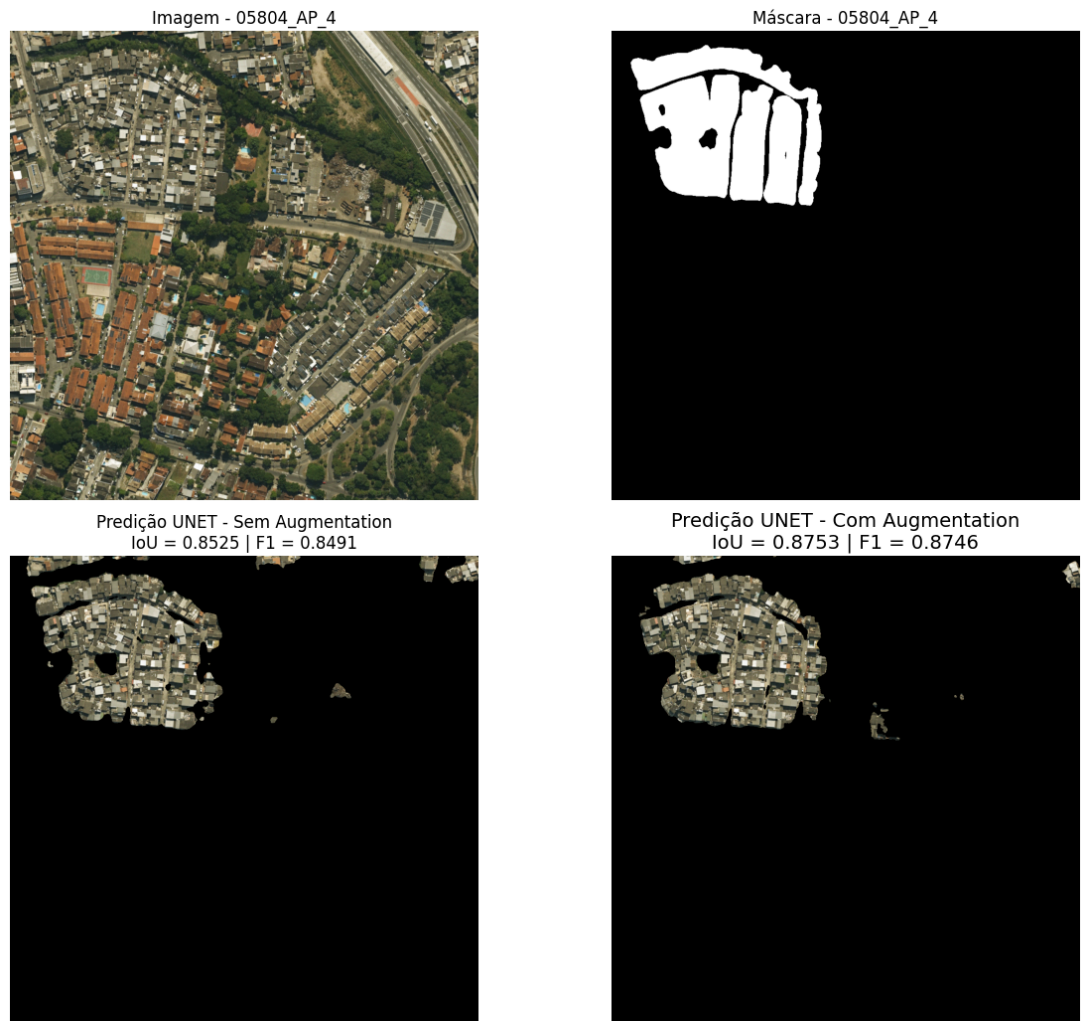 Imagem - 05804_AP_4
Máscara - 05804_AP_4
Predição UNET - Sem Augmentation
IoU = 0.8525 | F1 = 0.8491
Predição UNET - Com Augmentation
IoU = 0.8753 | F1 = 0.8746